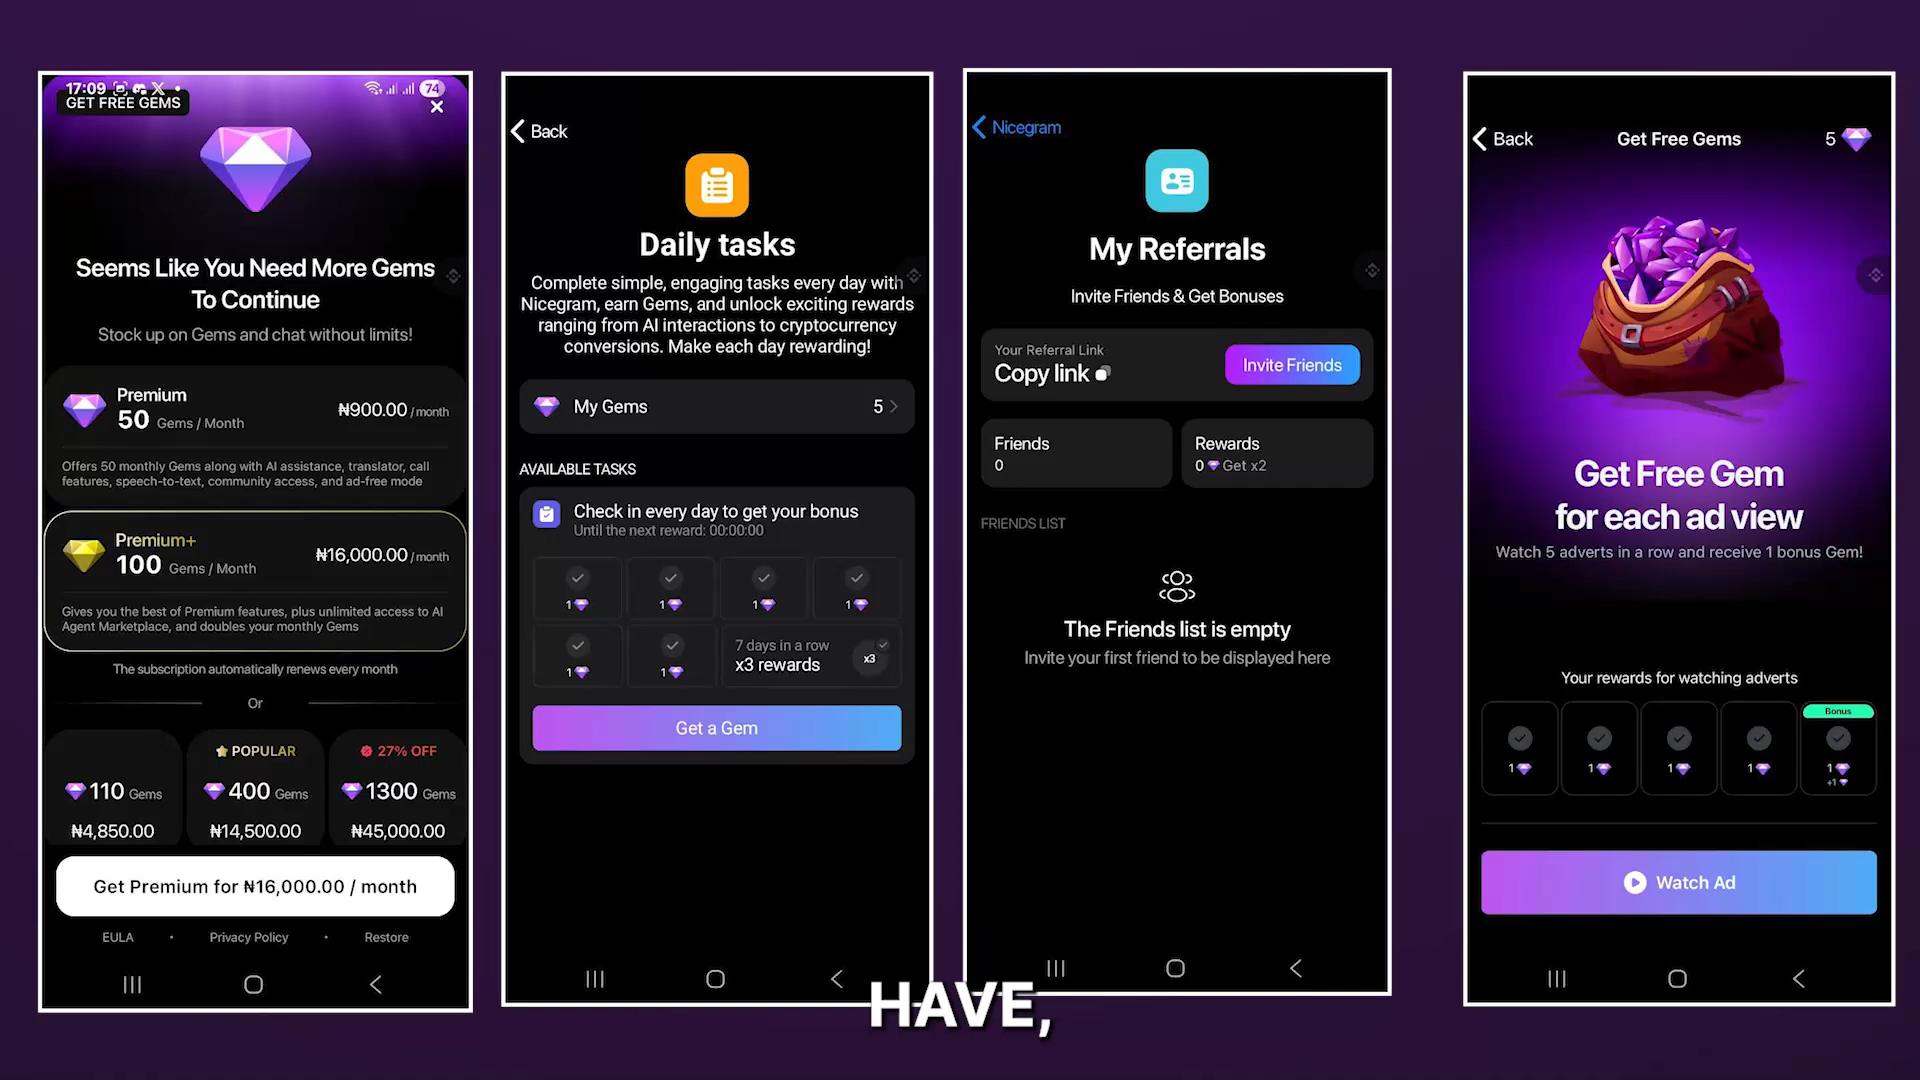 17:09
74
GET FREE GEMS
Seems Like You Need More Gems
To Continue
Stock up on Gems and chat without limits!
Premium
50 Gems / Month
₦900.00 / month
Offers 50 monthly Gems along with AI assistance, translator, call
features, speech-to-text, community access, and ad-free mode
Premium+
100 Gems / Month
₦16,000.00 / month
Gives you the best of Premium features, plus unlimited access to AI
Agent Marketplace, and doubles your monthly Gems
The subscription automatically renews every month
Or
110 Gems
₦4,850.00
POPULAR
400 Gems
₦14,500.00
27% OFF
1300 Gems
₦45,000.00
Get Premium for ₦16,000.00 / month
EULA • Privacy Policy • Restore
Back
Daily tasks
Complete simple, engaging tasks every day with
Nicegram, earn Gems, and unlock exciting rewards
ranging from AI interactions to cryptocurrency
conversions. Make each day rewarding!
My Gems 5
AVAILABLE TASKS
Check in every day to get your bonus
Until the next reward: 00:00:00
1 1 1 1
1 1
7 days in a row
x3 rewards
x3
Get a Gem
Nicegram
My Referrals
Invite Friends & Get Bonuses
Your Referral Link
Copy link
Invite Friends
Friends
0
Rewards
0 Get x2
FRIENDS LIST
The Friends list is empty
Invite your first friend to be displayed here
Back
Get Free Gems
5
Get Free Gem
for each ad view
Watch 5 adverts in a row and receive 1 bonus Gem!
Your rewards for watching adverts
Bonus
1 1 1 1 1
+1
Watch Ad
HAVE,